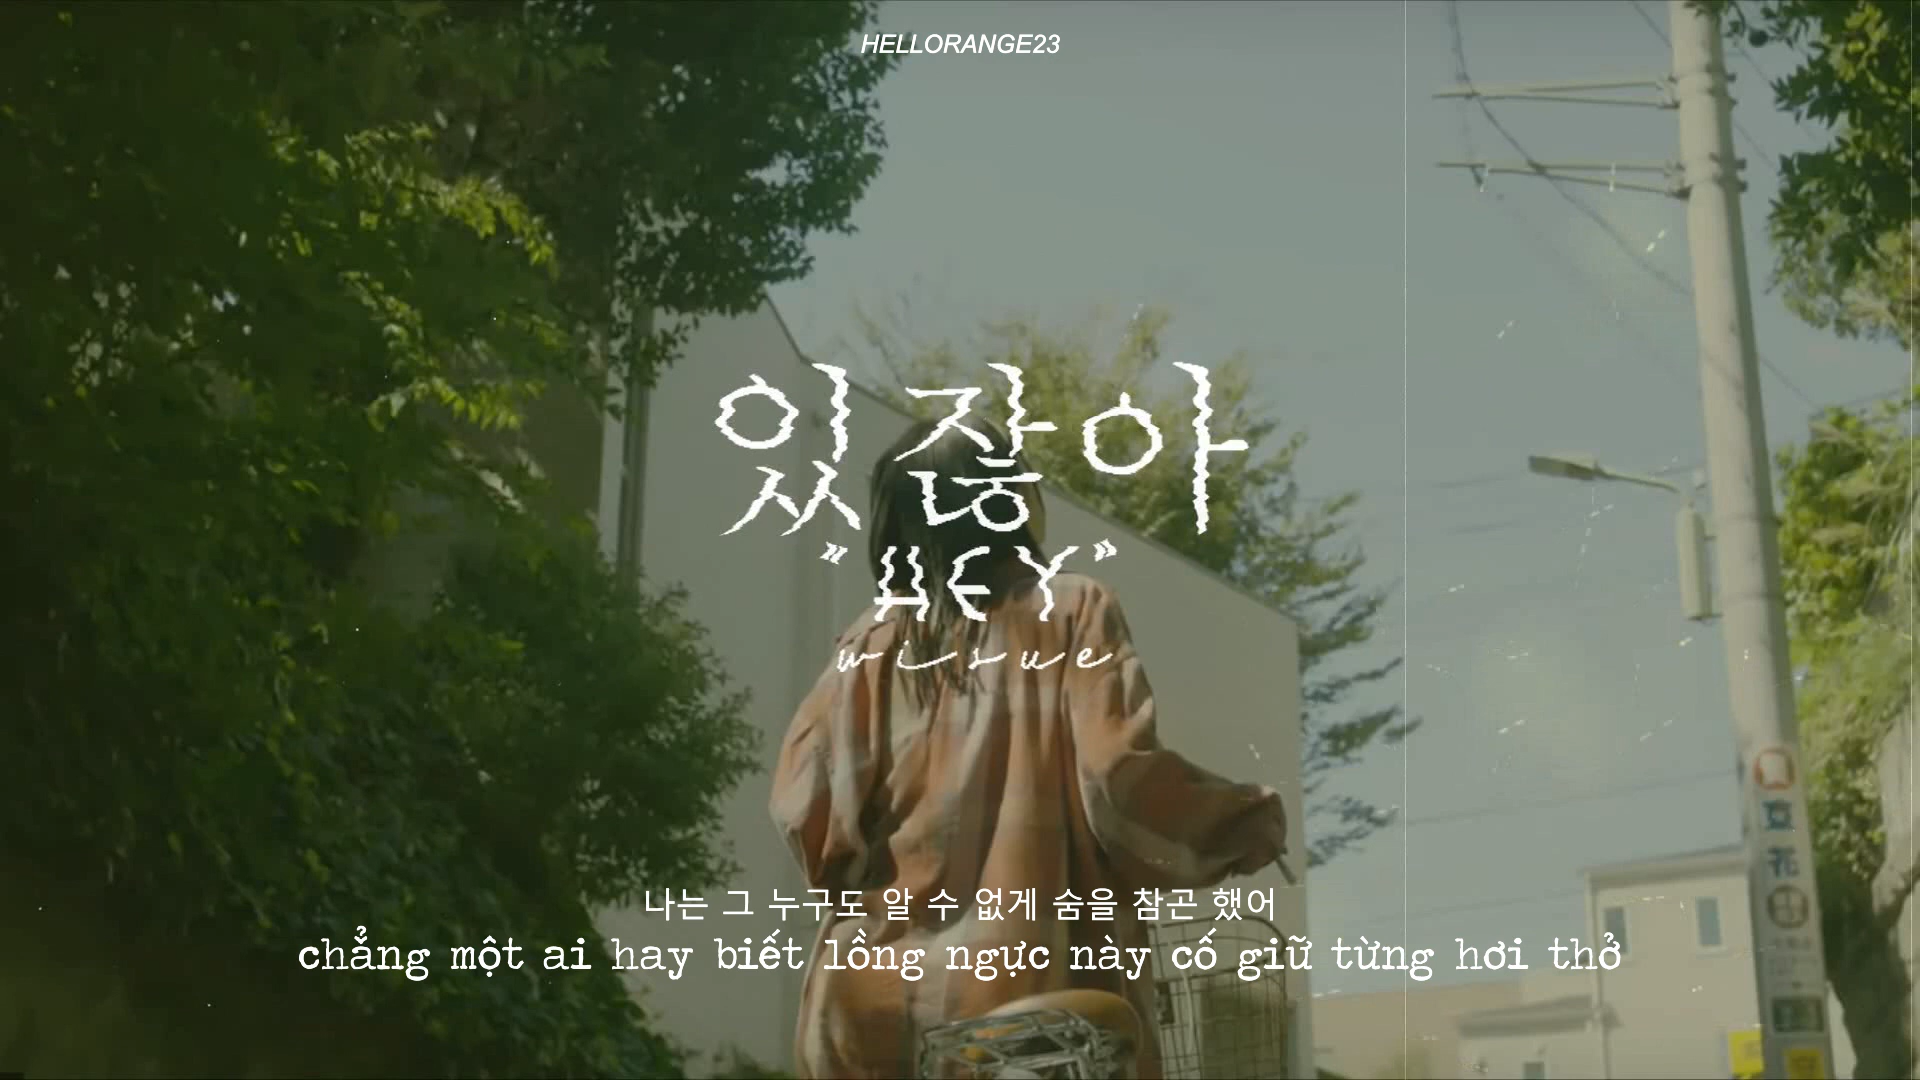 HELLORANGE23
있잖아
"HEY"
wisue
나는 그 누구도 알 수 없게 숨을 참곤 했어
chẳng một ai hay biết lồng ngực này cố giữ từng hơi thở
花